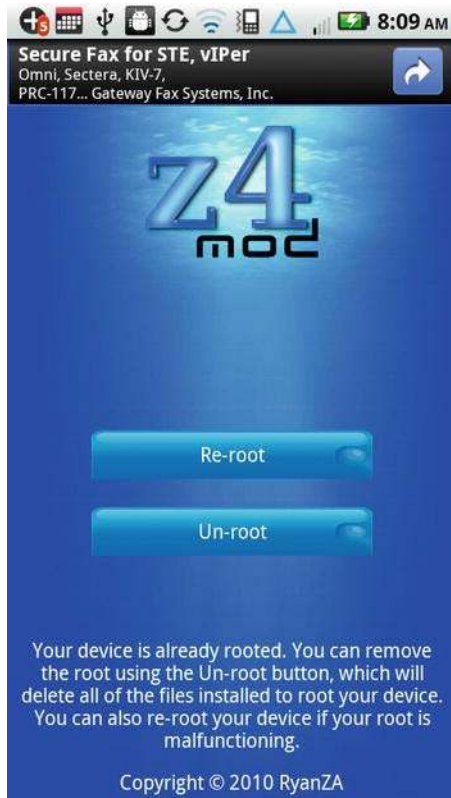 5
8:09 AM
Secure Fax for STE, vIPer
Omni, Sectera, KIV-7,
PRC-117... Gateway Fax Systems, Inc.
z4
mod
Re-root
Un-root
Your device is already rooted. You can remove
the root using the Un-root button, which will
delete all of the files installed to root your device.
You can also re-root your device if your root is
malfunctioning.
Copyright © 2010 RyanZA